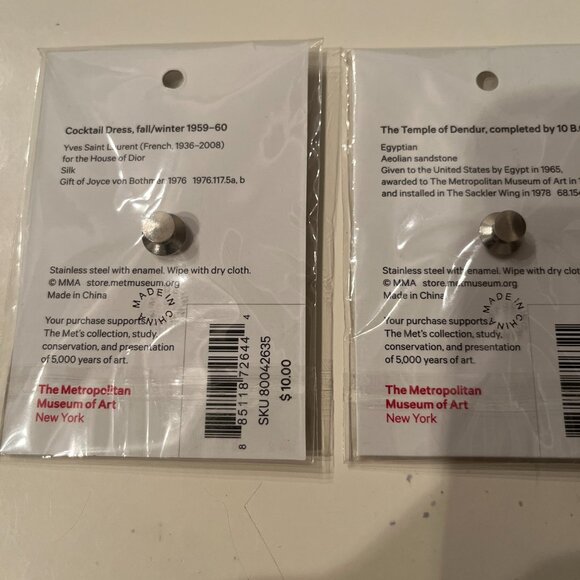 Cocktail Dress, fall/winter 1959–60
Yves Saint Laurent (French. 1936–2008)
for the House of Dior
Silk
Gift of Joyce von Bothmer 1976 1976.117.5a, b
Stainless steel with enamel. Wipe with dry cloth.
© MMA store.metmuseum.org
Made in China
MADE IN CHINA
Your purchase supports
The Met's collection, study,
conservation, and presentation
of 5,000 years of art.
The Metropolitan
Museum of Art
New York
8 85118 72644 4
SKU 80042635
$10.00
The Temple of Dendur, completed by 10 B.
Egyptian
Aeolian sandstone
Given to the United States by Egypt in 1965,
awarded to The Metropolitan Museum of Art in
and installed in The Sackler Wing in 1978 68.154
Stainless steel with enamel. Wipe with dry
© MMA store.metmuseum.org
Made in China
MADE IN CHINA
Your purchase supports
The Met's collection, study,
conservation, and presentation
of 5,000 years of art.
The Metropolitan
Museum of Art
New York